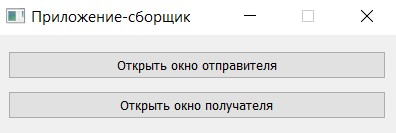 Приложение-сборщик
Открыть окно отправителя
Открыть окно получателя